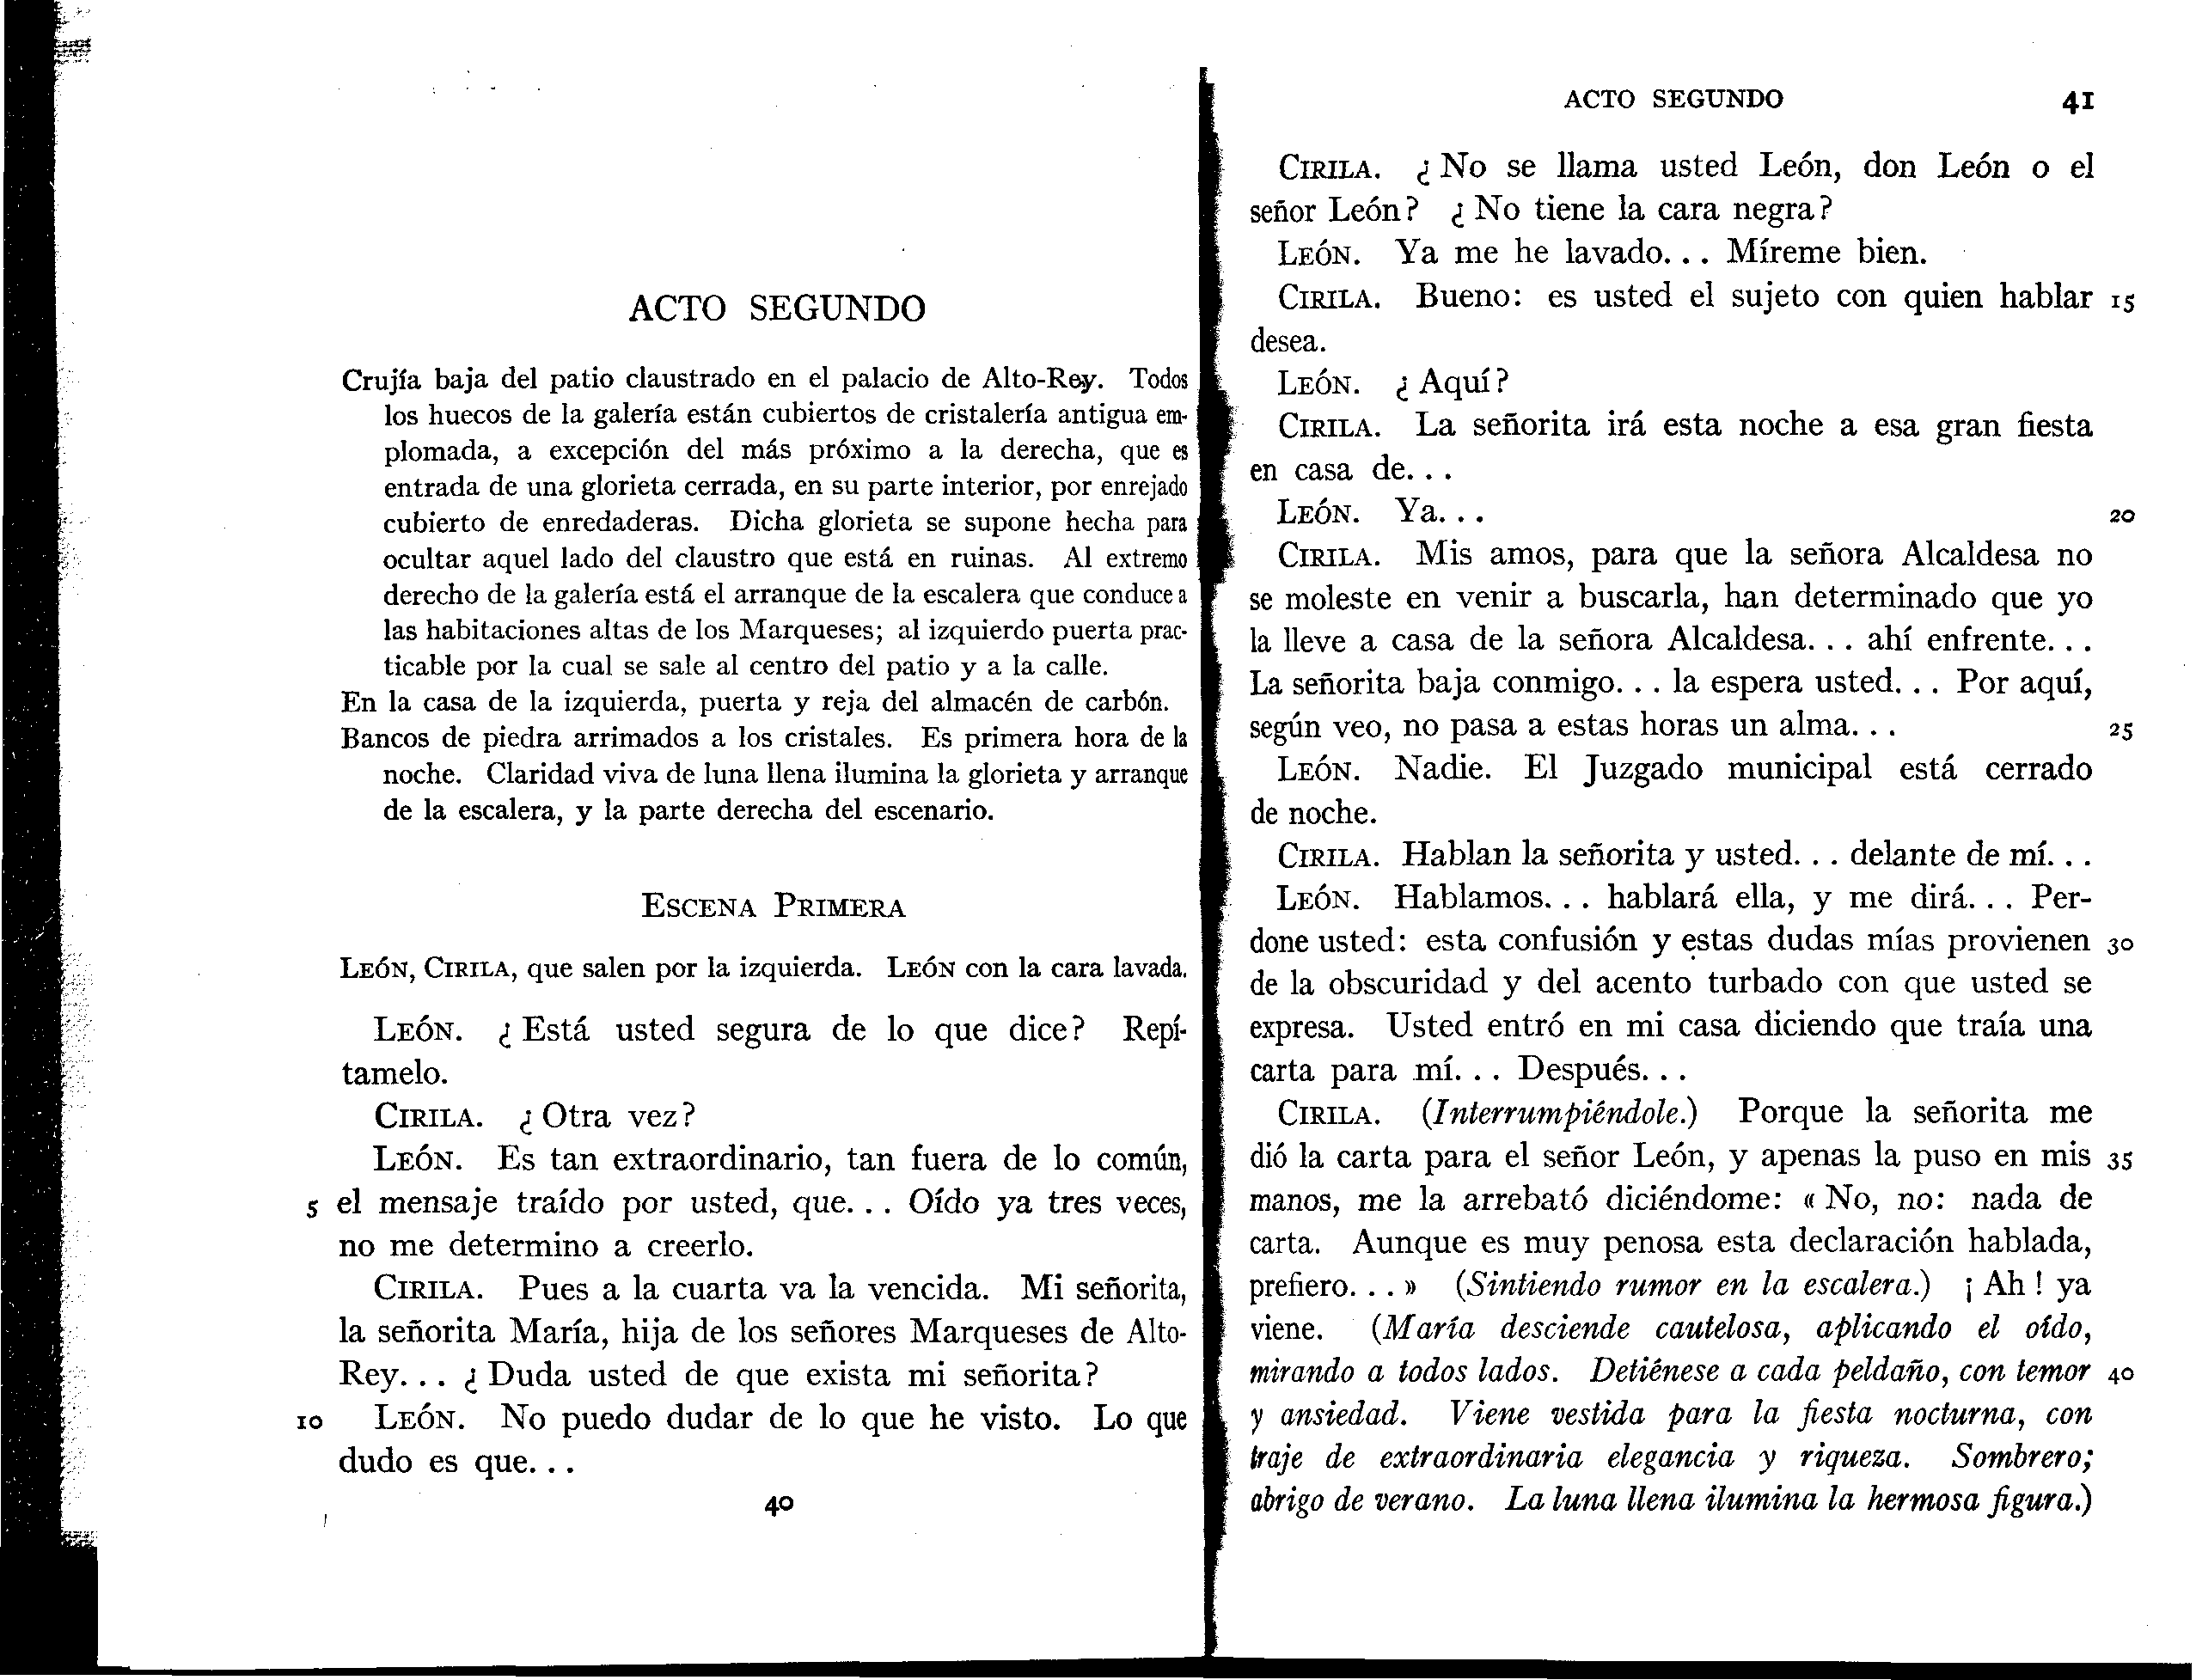 ACTO SEGUNDO
Crujía baja del patio claustrado en el palacio de Alto-Rey. Todos
los huecos de la galería están cubiertos de cristalería antigua em-
plomada, a excepción del más próximo a la derecha, que es
entrada de una glorieta cerrada, en su parte interior, por enrejado
cubierto de enredaderas. Dicha glorieta se supone hecha para
ocultar aquel lado del claustro que está en ruinas. Al extremo
derecho de la galería está el arranque de la escalera que conduce a
las habitaciones altas de los Marqueses; al izquierdo puerta prac-
ticable por la cual se sale al centro del patio y a la calle.
En la casa de la izquierda, puerta y reja del almacén de carbón.
Bancos de piedra arrimados a los cristales. Es primera hora de la
noche. Claridad viva de luna llena ilumina la glorieta y arranque
de la escalera, y la parte derecha del escenario.
ESCENA PRIMERA
LEÓN, CIRILA, que salen por la izquierda. LEÓN con la cara lavada.
LEÓN. ¿Está usted segura de lo que dice? Repí-
tamelo.
CIRILA. ¿Otra vez?
LEÓN. Es tan extraordinario, tan fuera de lo común,
5 el mensaje traído por usted, que... Oído ya tres veces,
no me determino a creerlo.
CIRILA. Pues a la cuarta va la vencida. Mi señorita,
la señorita María, hija de los señores Marqueses de Alto-
Rey... ¿Duda usted de que exista mi señorita?
10 LEÓN. No puedo dudar de lo que he visto. Lo que
dudo es que...
40
ACTO SEGUNDO 41
CIRILA. ¿No se llama usted León, don León o el
señor León? ¿No tiene la cara negra?
LEÓN. Ya me he lavado... Míreme bien.
CIRILA. Bueno: es usted el sujeto con quien hablar 15
desea.
LEÓN. ¿Aquí?
CIRILA. La señorita irá esta noche a esa gran fiesta
en casa de...
LEÓN. Ya... 20
CIRILA. Mis amos, para que la señora Alcaldesa no
se moleste en venir a buscarla, han determinado que yo
la lleve a casa de la señora Alcaldesa... ahí enfrente...
La señorita baja conmigo... la espera usted... Por aquí,
según veo, no pasa a estas horas un alma... 25
LEÓN. Nadie. El Juzgado municipal está cerrado
de noche.
CIRILA. Hablan la señorita y usted... delante de mí...
LEÓN. Hablamos... hablará ella, y me dirá... Per-
done usted: esta confusión y estas dudas mías provienen 30
de la obscuridad y del acento turbado con que usted se
expresa. Usted entró en mi casa diciendo que traía una
carta para mí... Después...
CIRILA. (Interrumpiéndole.) Porque la señorita me
dió la carta para el señor León, y apenas la puso en mis 35
manos, me la arrebató diciéndome: «No, no: nada de
carta. Aunque es muy penosa esta declaración hablada,
prefiero...» (Sintiendo rumor en la escalera.) ¡Ah! ya
viene. (María desciende cautelosa, aplicando el oído,
mirando a todos lados. Detiénese a cada peldaño, con temor 40
y ansiedad. Viene vestida para la fiesta nocturna, con
traje de extraordinaria elegancia y riqueza. Sombrero;
abrigo de verano. La luna llena ilumina la hermosa figura.)